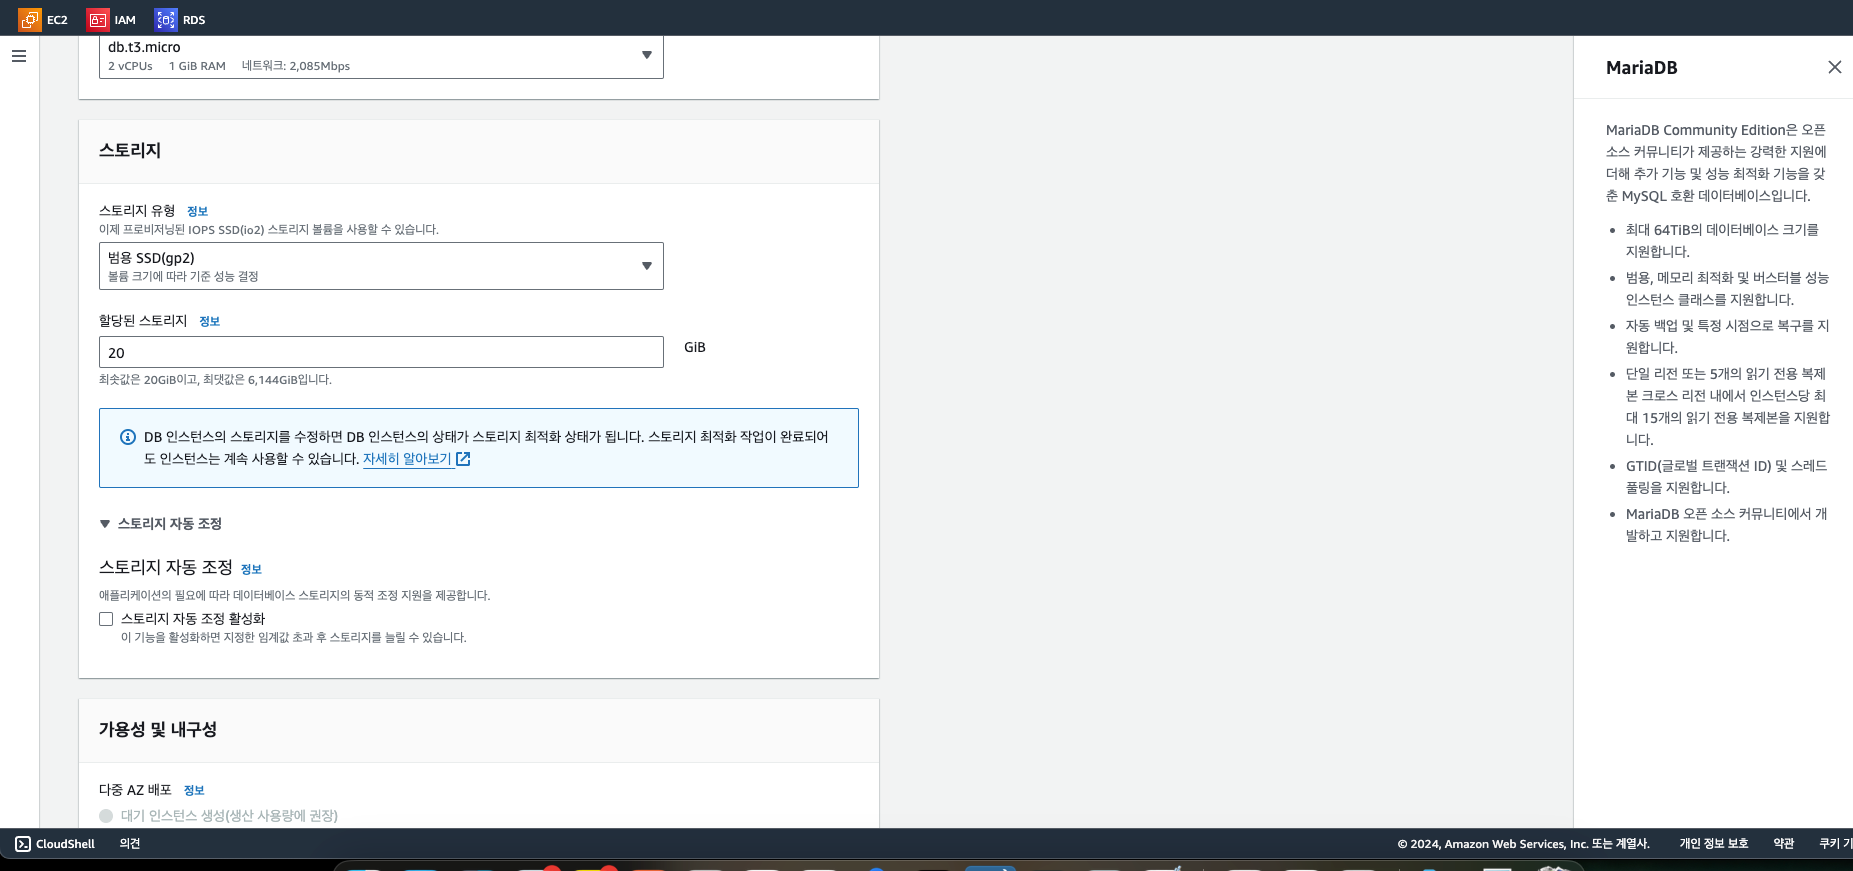 EC2
IAM
RDS
db.t3.micro
2 vCPUs 1 GiB RAM 네트워크: 2,085Mbps
스토리지
스토리지 유형 정보
이제 프로비저닝된 IOPS SSD(io2) 스토리지 볼륨을 사용할 수 있습니다.
범용 SSD(gp2)
볼륨 크기에 따라 기준 성능 결정
할당된 스토리지 정보
20
GiB
최솟값은 20GiB이고, 최댓값은 6,144GiB입니다.
DB 인스턴스의 스토리지를 수정하면 DB 인스턴스의 상태가 스토리지 최적화 상태가 됩니다. 스토리지 최적화 작업이 완료되어
도 인스턴스는 계속 사용할 수 있습니다. 자세히 알아보기
스토리지 자동 조정
스토리지 자동 조정 정보
애플리케이션의 필요에 따라 데이터베이스 스토리지의 동적 조정 지원을 제공합니다.
스토리지 자동 조정 활성화
이 기능을 활성화하면 지정한 임계값 초과 후 스토리지를 늘릴 수 있습니다.
가용성 및 내구성
다중 AZ 배포 정보
대기 인스턴스 생성(생산 사용량에 권장)
MariaDB
MariaDB Community Edition은 오픈
소스 커뮤니티가 제공하는 강력한 지원에
더해 추가 기능 및 성능 최적화 기능을 갖
춘 MySQL 호환 데이터베이스입니다.
최대 64TiB의 데이터베이스 크기를
지원합니다.
범용, 메모리 최적화 및 버스터블 성능
인스턴스 클래스를 지원합니다.
자동 백업 및 특정 시점으로 복구를 지
원합니다.
단일 리전 또는 5개의 읽기 전용 복제
본 크로스 리전 내에서 인스턴스당 최
대 15개의 읽기 전용 복제본을 지원합
니다.
GTID(글로벌 트랜잭션 ID) 및 스레드
풀링을 지원합니다.
MariaDB 오픈 소스 커뮤니티에서 개
발하고 지원합니다.
CloudShell 의견
© 2024, Amazon Web Services, Inc. 또는 계열사. 개인 정보 보호 약관 쿠키 기